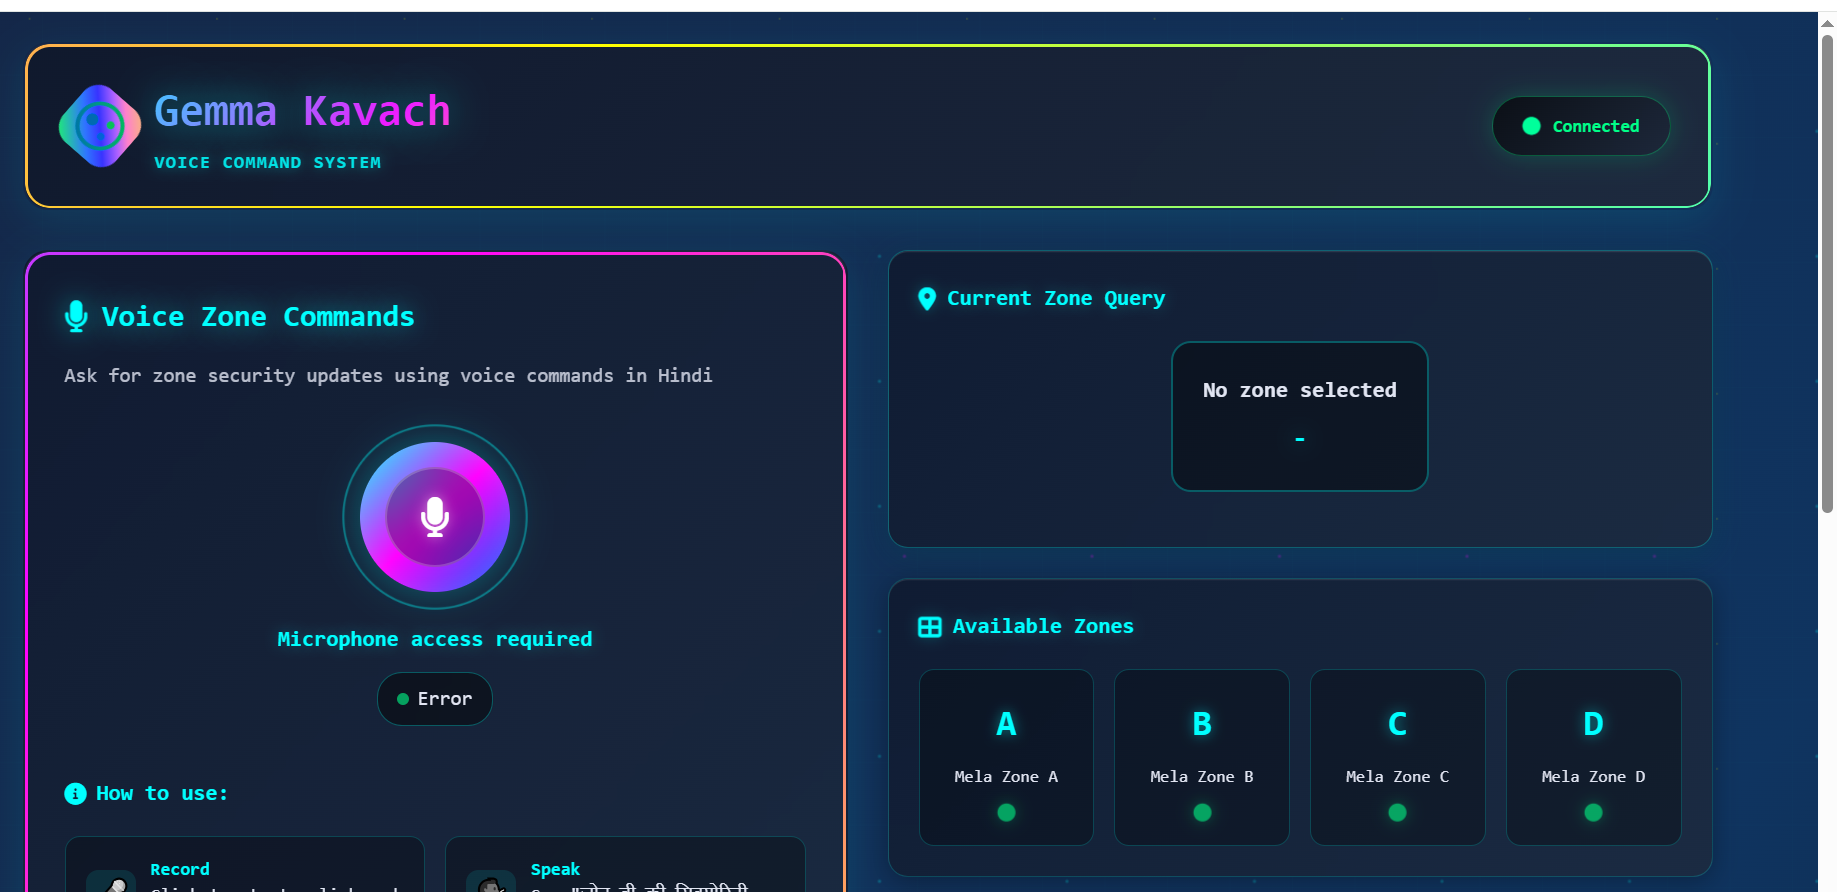 Gemma Kavach
VOICE COMMAND SYSTEM
Connected
Voice Zone Commands
Ask for zone security updates using voice commands in Hindi
Microphone access required
Error
How to use:
Record
Speak
Current Zone Query
No zone selected
-
Available Zones
A
B
C
D
Mela Zone A
Mela Zone B
Mela Zone C
Mela Zone D